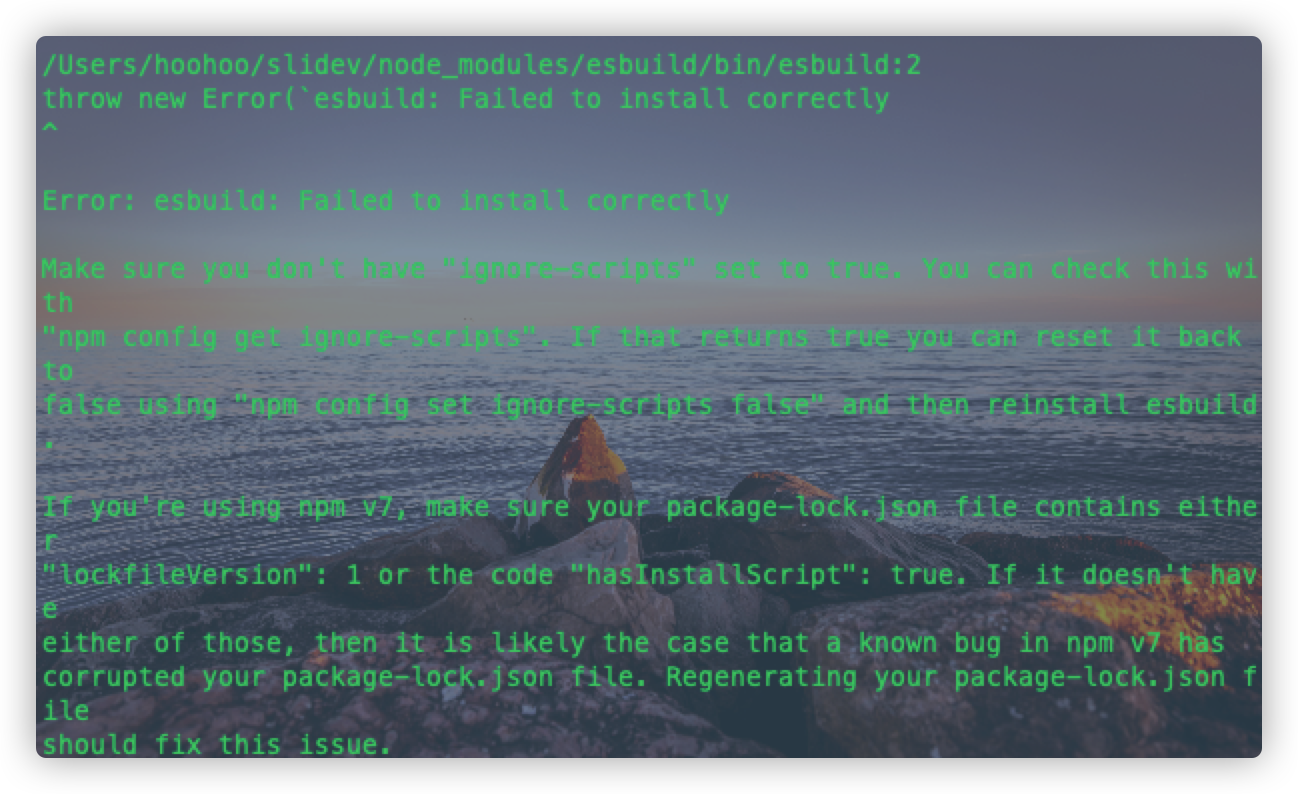 /Users/hoohoo/slidev/node_modules/esbuild/bin/esbuild:2
throw new Error(`esbuild: Failed to install correctly
^
Error: esbuild: Failed to install correctly
Make sure you don't have "ignore-scripts" set to true. You can check this wi
th
"npm config get ignore-scripts". If that returns true you can reset it back
to
false using "npm config set ignore-scripts false" and then reinstall esbuild
.
If you're using npm v7, make sure your package-lock.json file contains eithe
r
"lockfileVersion": 1 or the code "hasInstallScript": true. If it doesn't hav
e
either of those, then it is likely the case that a known bug in npm v7 has
corrupted your package-lock.json file. Regenerating your package-lock.json f
ile
should fix this issue.